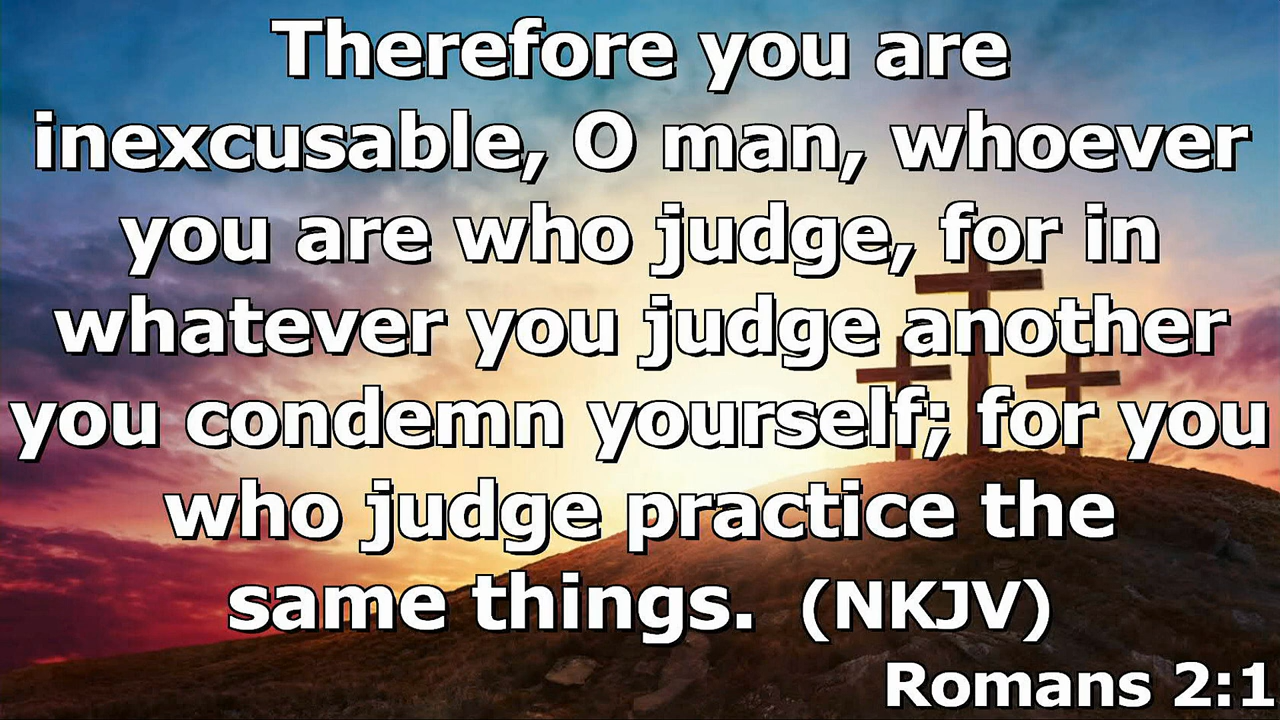 Therefore you are
inexcusable, O man, whoever
you are who judge, for in
whatever you judge another
you condemn yourself; for you
who judge practice the
same things. (NKJV)
Romans 2:1